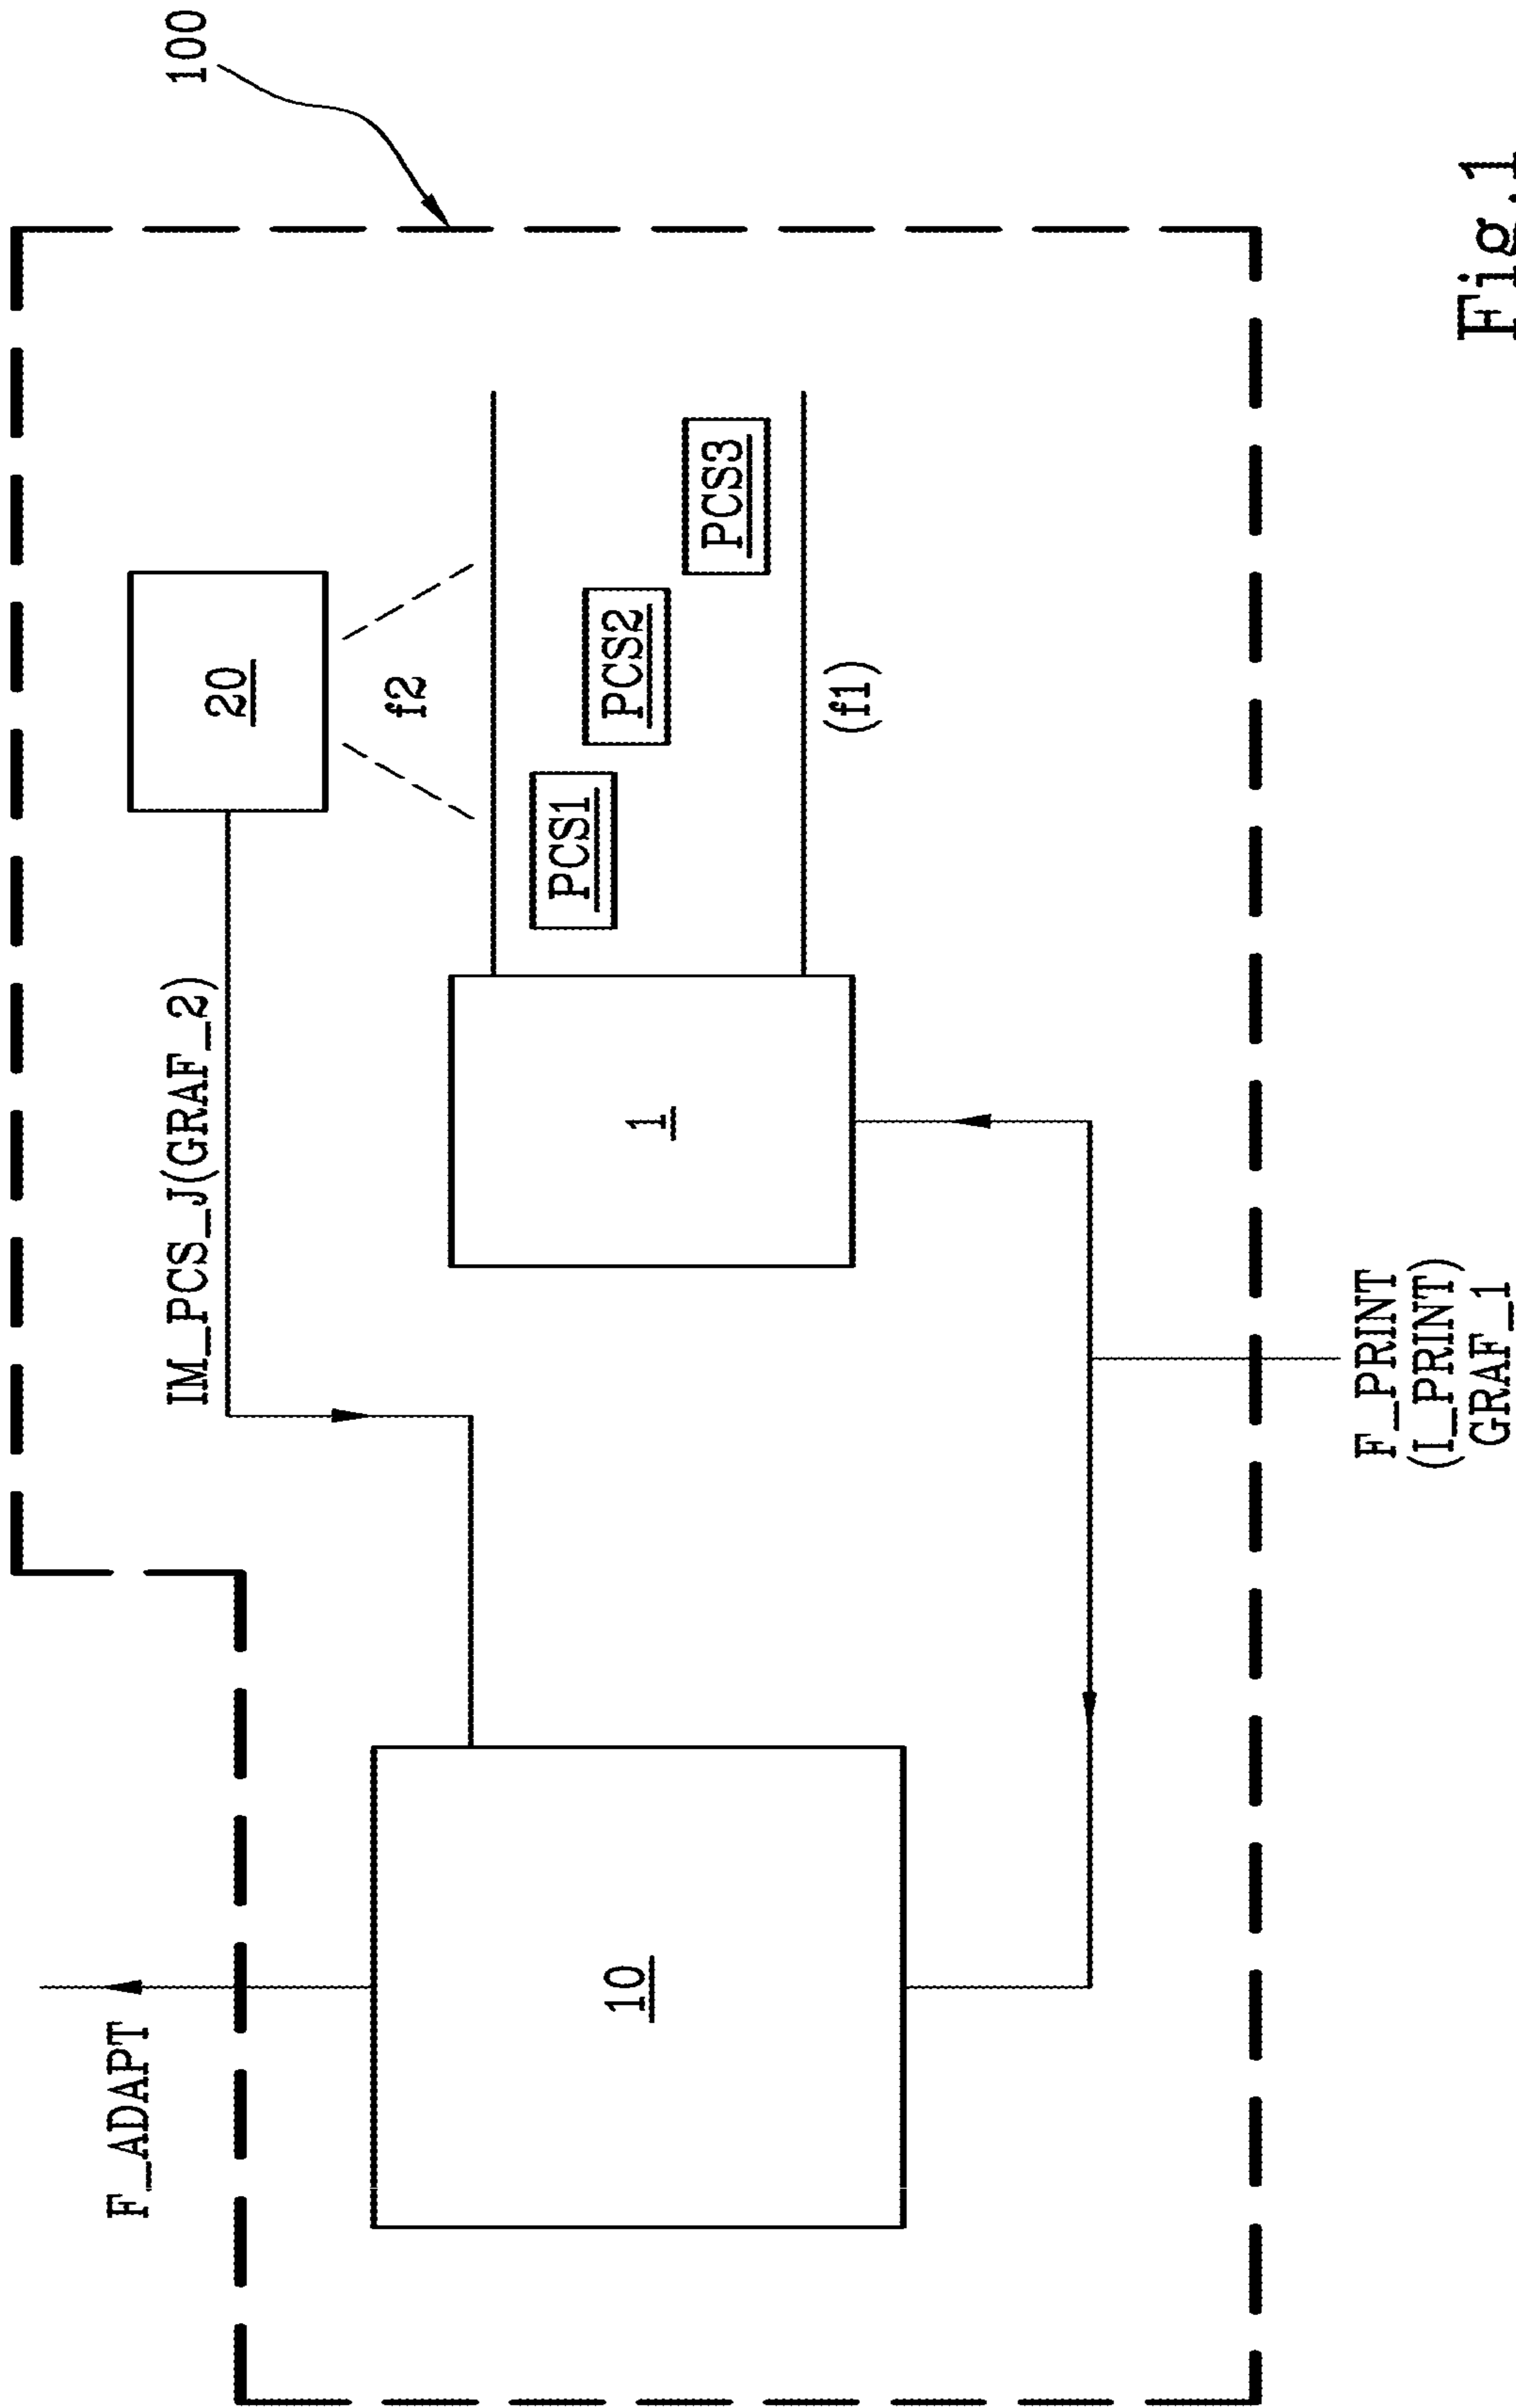 100
F_ADAPT
IM_PCS_J(GRAF_2)
20
f2
PCS1
PCS2
PCS3
(f1)
1
10
F_PRINT
(I_PRINT)
GRAF_1
Fig.1